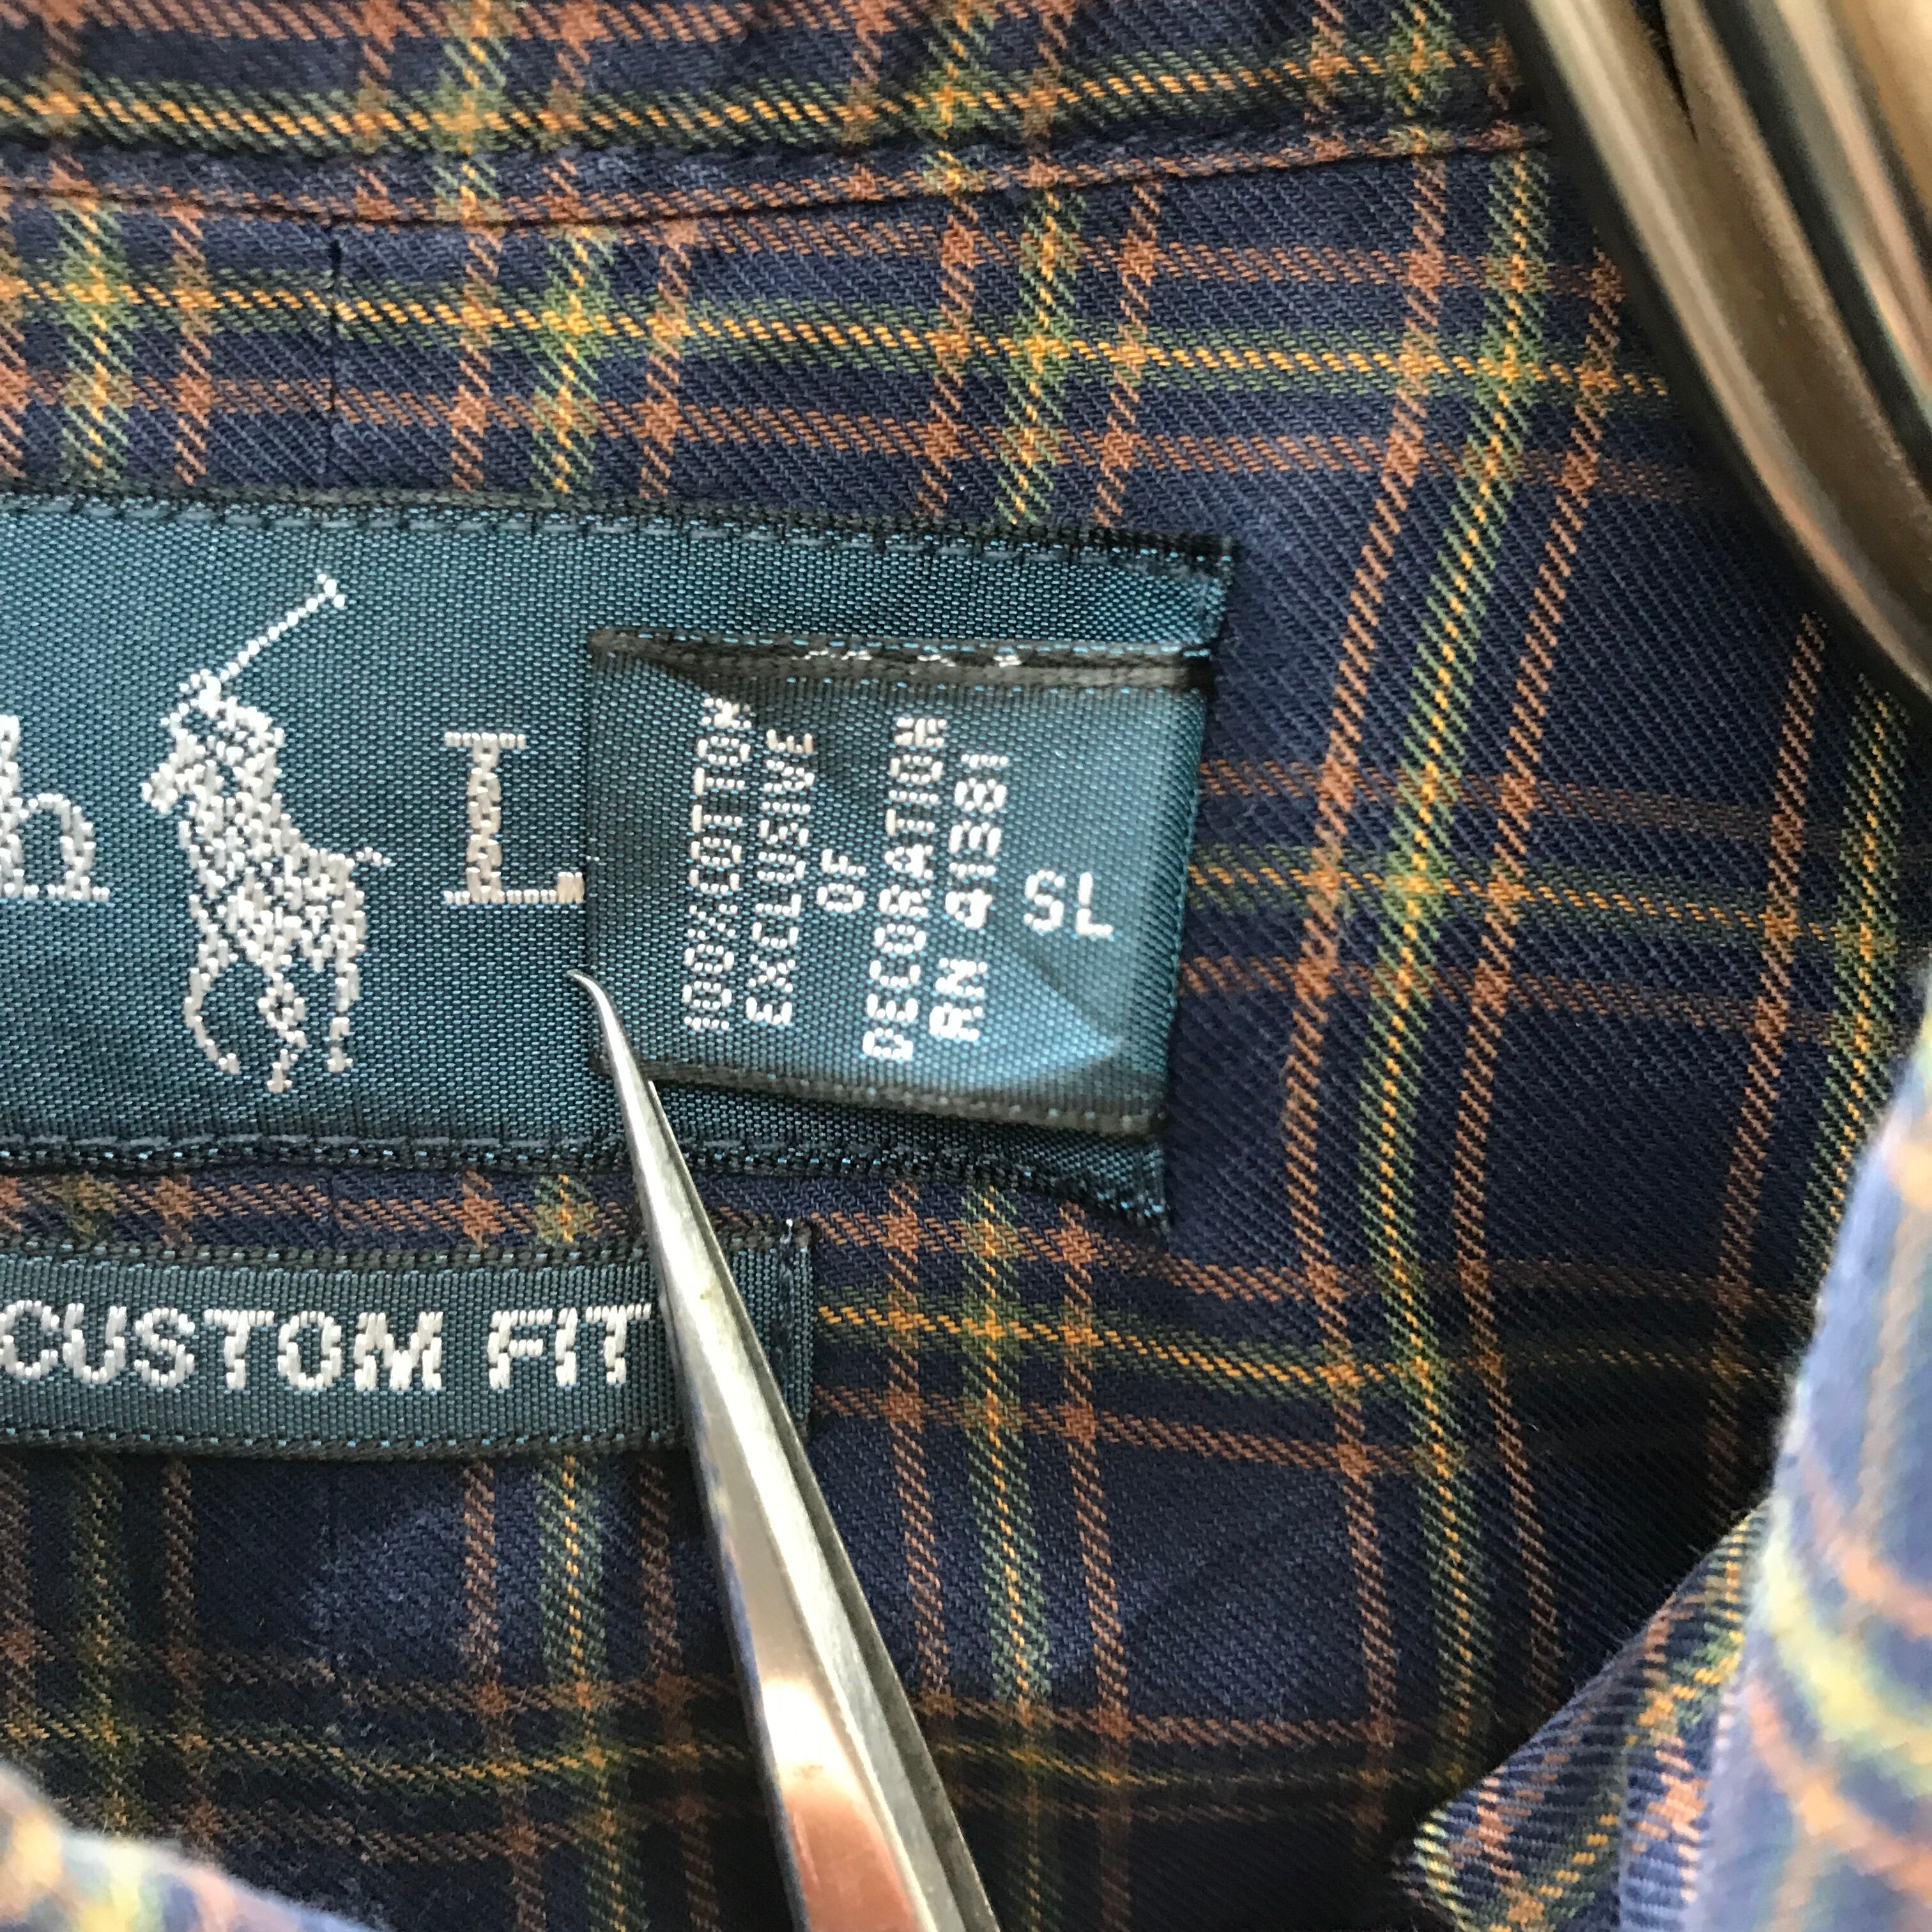 h L
100% COTTON
EXCLUSIVE
OF
DECORATION
RN 41381
SL
CUSTOM FIT